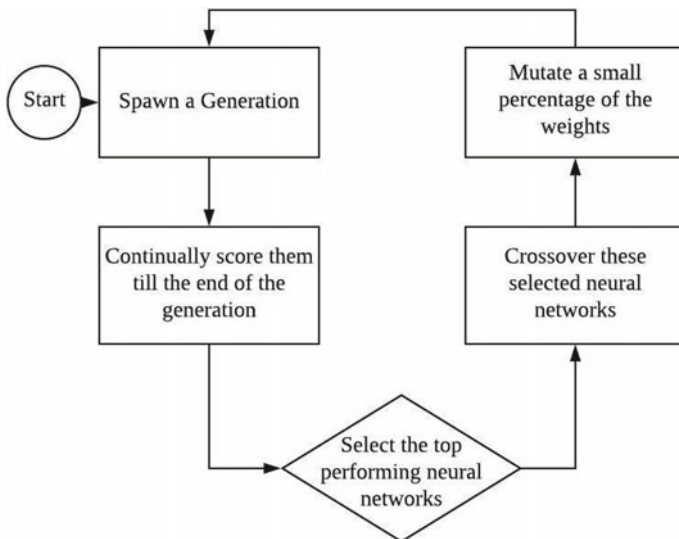 Start
Spawn a Generation
Continually score them
till the end of the
generation
Select the top
performing neural
networks
Crossover these
selected neural
networks
Mutate a small
percentage of the
weights